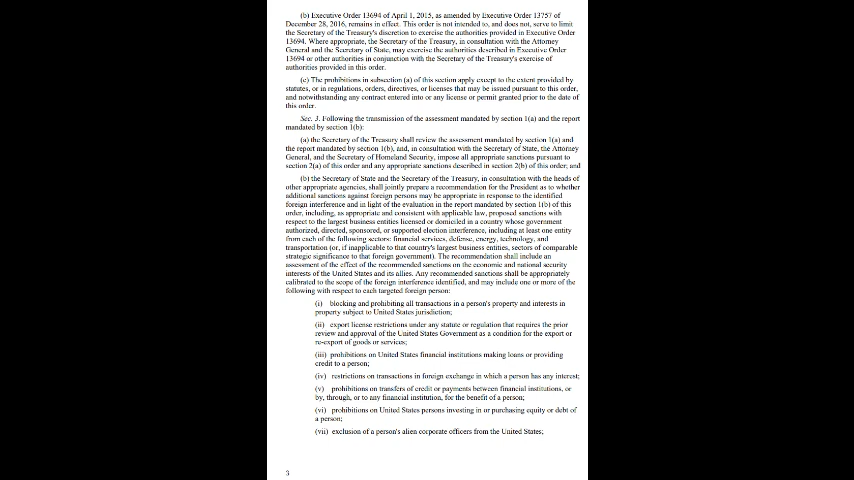 (b) Executive Order 13694 of April 1, 2015, as amended by Executive Order 13757 of
December 28, 2016, remains in effect. This order is not intended to, and does not, serve to limit
the Secretary of the Treasury's discretion to exercise the authorities provided in Executive Order
13694. Where appropriate, the Secretary of the Treasury, in consultation with the Attorney
General and the Secretary of State, may exercise the authorities described in Executive Order
13694 or other authorities in conjunction with the Secretary of the Treasury's exercise of
authorities provided in this order.
(c) The prohibitions in subsection (a) of this section apply except to the extent provided by
statutes, or in regulations, orders, directives, or licenses that may be issued pursuant to this order,
and notwithstanding any contract entered into or any license or permit granted prior to the date of
this order.
Sec. 3. Following the transmission of the assessment mandated by section 1(a) and the report
mandated by section 1(b):
(a) the Secretary of the Treasury shall review the assessment mandated by section 1(a) and
the report mandated by section 1(b), and, in consultation with the Secretary of State, the Attorney
General, and the Secretary of Homeland Security, impose all appropriate sanctions pursuant to
section 2(a) of this order and any appropriate sanctions described in section 2(b) of this order; and
(b) the Secretary of State and the Secretary of the Treasury, in consultation with the heads of
other appropriate agencies, shall jointly prepare a recommendation for the President as to whether
additional sanctions against foreign persons may be appropriate in response to the identified
foreign interference and in light of the evaluation in the report mandated by section 1(b) of this
order, including, as appropriate and consistent with applicable law, proposed sanctions with
respect to the largest business entities licensed or domiciled in a country whose government
authorized, directed, sponsored, or supported election interference, including at least one entity
from each of the following sectors: financial services, defense, energy, technology, and
transportation (or, if inapplicable to that country's largest business entities, sectors of comparable
strategic significance to that foreign government). The recommendation shall include an
assessment of the effect of the recommended sanctions on the economic and national security
interests of the United States and its allies. Any recommended sanctions shall be appropriately
calibrated to the scope of the foreign interference identified, and may include one or more of the
following with respect to each targeted foreign person:
(i) blocking and prohibiting all transactions in a person's property and interests in
property subject to United States jurisdiction;
(ii) export license restrictions under any statute or regulation that requires the prior
review and approval of the United States Government as a condition for the export or
re-export of goods or services;
(iii) prohibitions on United States financial institutions making loans or providing
credit to a person;
(iv) restrictions on transactions in foreign exchange in which a person has any interest;
(v) prohibitions on transfers of credit or payments between financial institutions, or
by, through, or to any financial institution, for the benefit of a person;
(vi) prohibitions on United States persons investing in or purchasing equity or debt of
a person;
(vii) exclusion of a person's alien corporate officers from the United States;
3